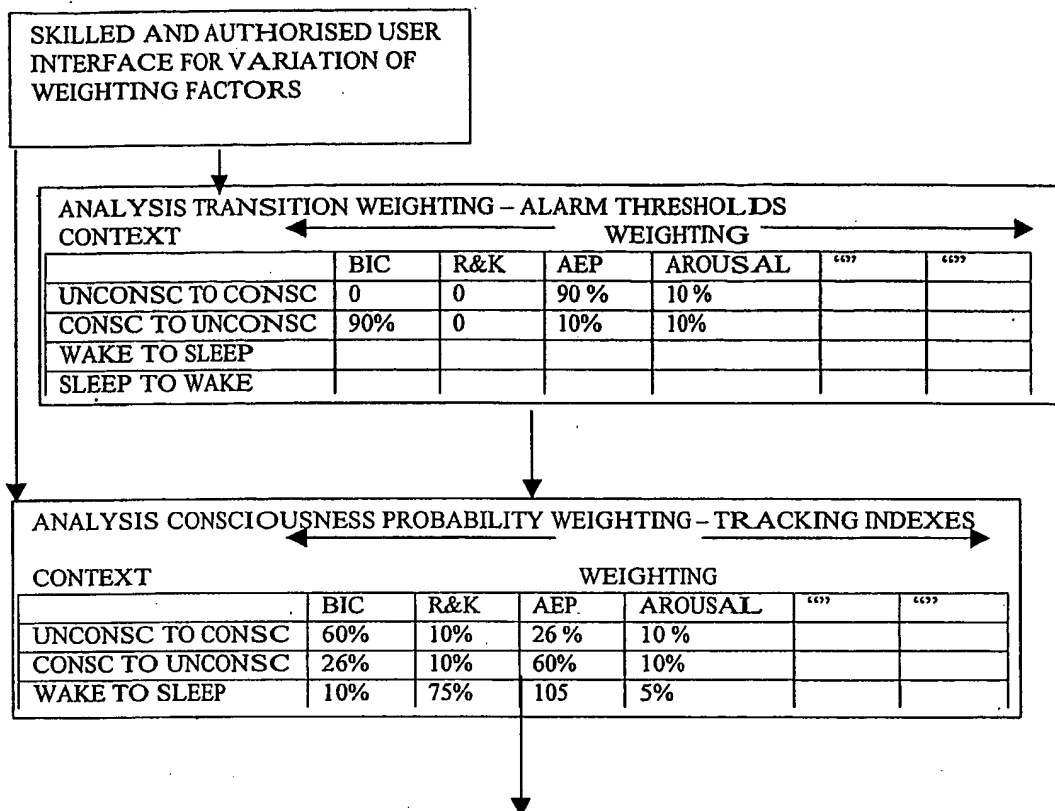 SKILLED AND AUTHORISED USER
INTERFACE FOR VARIATION OF
WEIGHTING FACTORS
ANALYSIS TRANSITION WEIGHTING – ALARM THRESHOLDS
CONTEXT WEIGHTING
BIC R&K AEP AROUSAL “” “”
UNCONSC TO CONSC 0 0 90 % 10 %
CONSC TO UNCONSC 90% 0 10% 10%
WAKE TO SLEEP
SLEEP TO WAKE
ANALYSIS CONSCIOUSNESS PROBABILITY WEIGHTING – TRACKING INDEXES
CONTEXT WEIGHTING
BIC R&K AEP. AROUSAL “” “”
UNCONSC TO CONSC 60% 10% 26 % 10 %
CONSC TO UNCONSC 26% 10% 60% 10%
WAKE TO SLEEP 10% 75% 105 5%